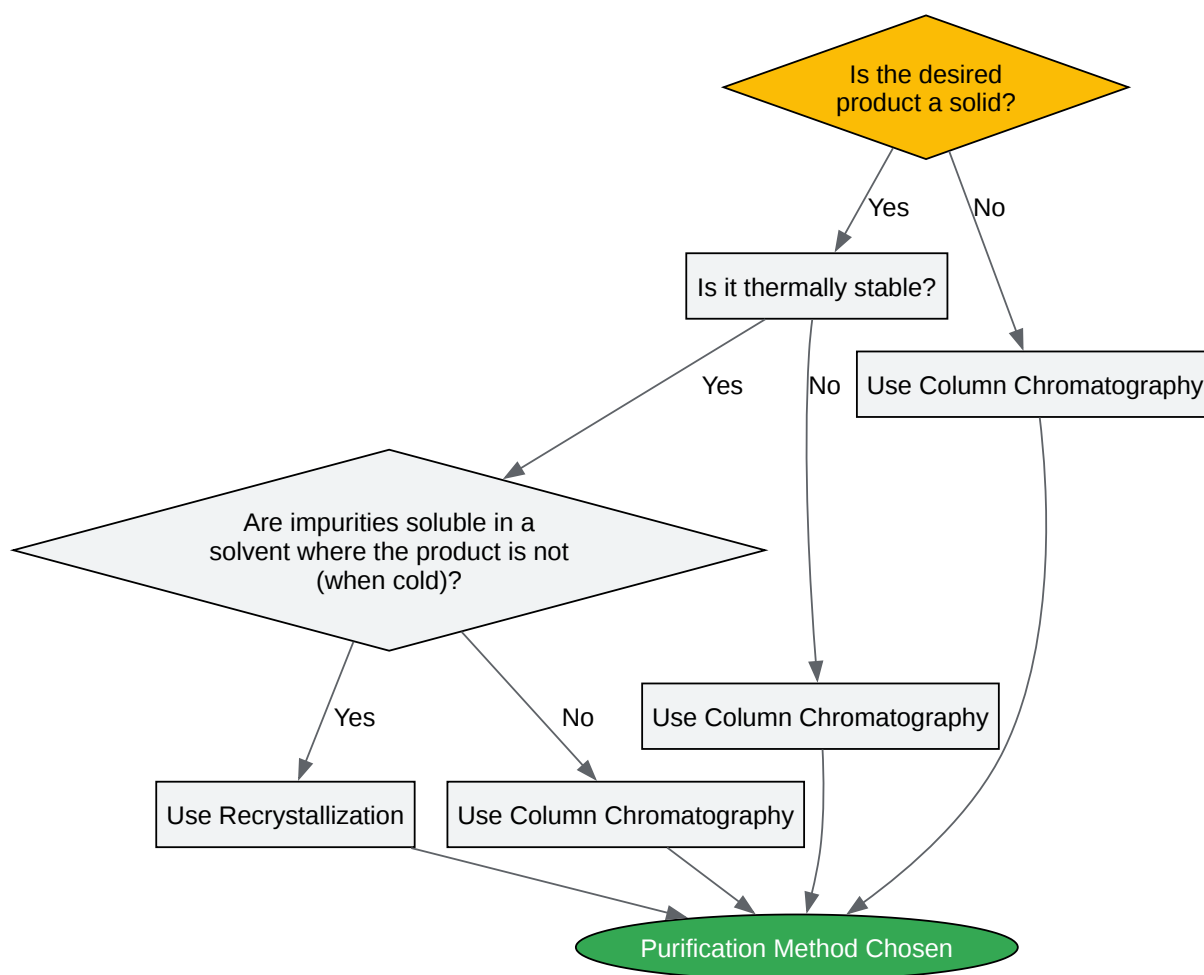 Is the desired
product a solid?
Yes
No
Is it thermally stable?
Yes
No
Use Column Chromatography
Are impurities soluble in a
solvent where the product is not
(when cold)?
Yes
No
Use Column Chromatography
Use Recrystallization
Use Column Chromatography
Purification Method Chosen